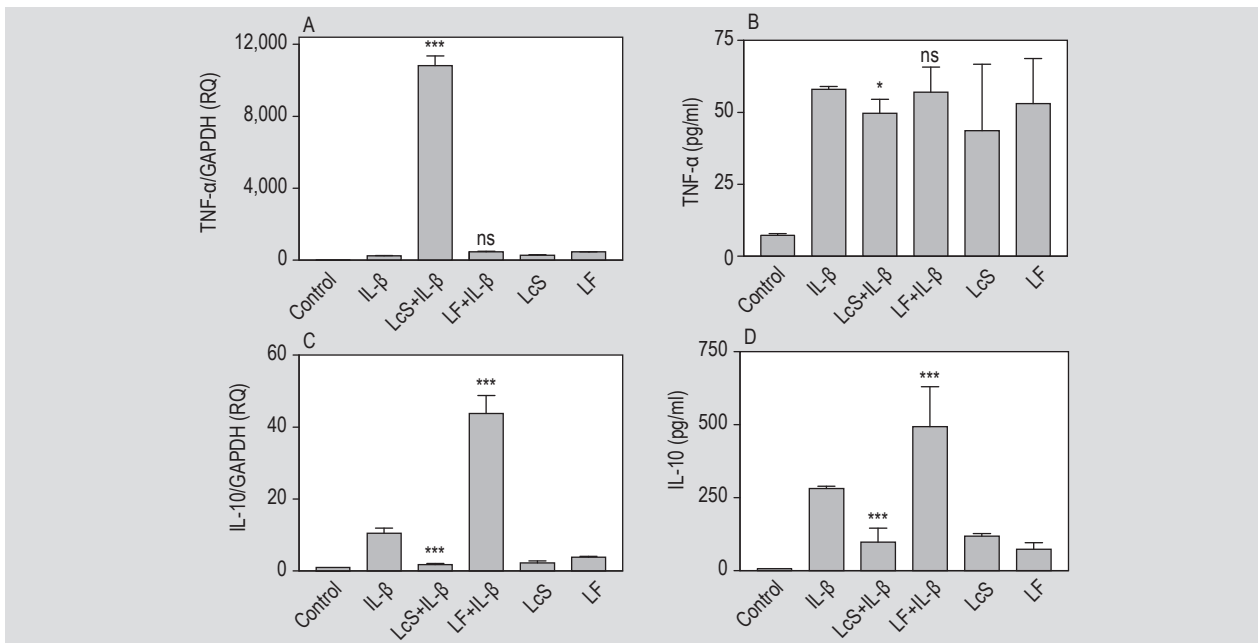 A
TNF-α/GAPDH (RQ)
12,000
8,000
4,000
0
***
ns
Control
IL-β
LcS+IL-β
LF+IL-β
LcS
LF
B
TNF-α (pg/ml)
75
50
25
0
*
ns
Control
IL-β
LcS+IL-β
LF+IL-β
LcS
LF
C
IL-10/GAPDH (RQ)
60
40
20
0
***
***
Control
IL-β
LcS+IL-β
LF+IL-β
LcS
LF
D
IL-10 (pg/ml)
750
500
250
0
***
***
Control
IL-β
LcS+IL-β
LF+IL-β
LcS
LF